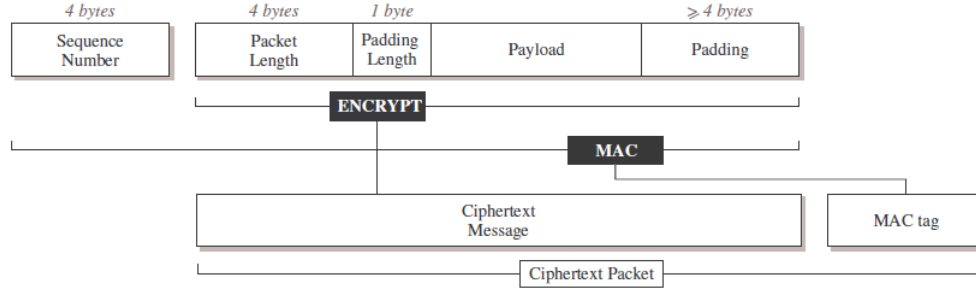 4 bytes 4 bytes 1 byte ⩾ 4 bytes
Sequence Number
Packet Length
Padding Length
Payload
Padding
ENCRYPT
MAC
Ciphertext
Message
MAC tag
Ciphertext Packet